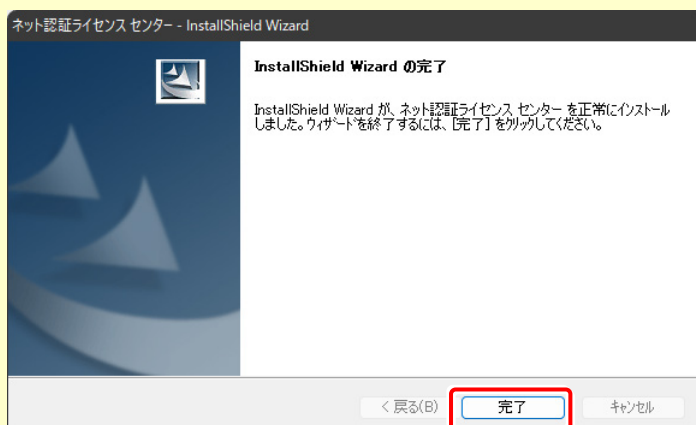 ネット認証ライセンス センター - InstallShield Wizard
InstallShield Wizard の完了
InstallShield Wizard が、ネット認証ライセンス センター を正常にインストール
しました。ウィザードを終了するには、[完了] をクリックしてください。
< 戻る(B)
完了
キャンセル